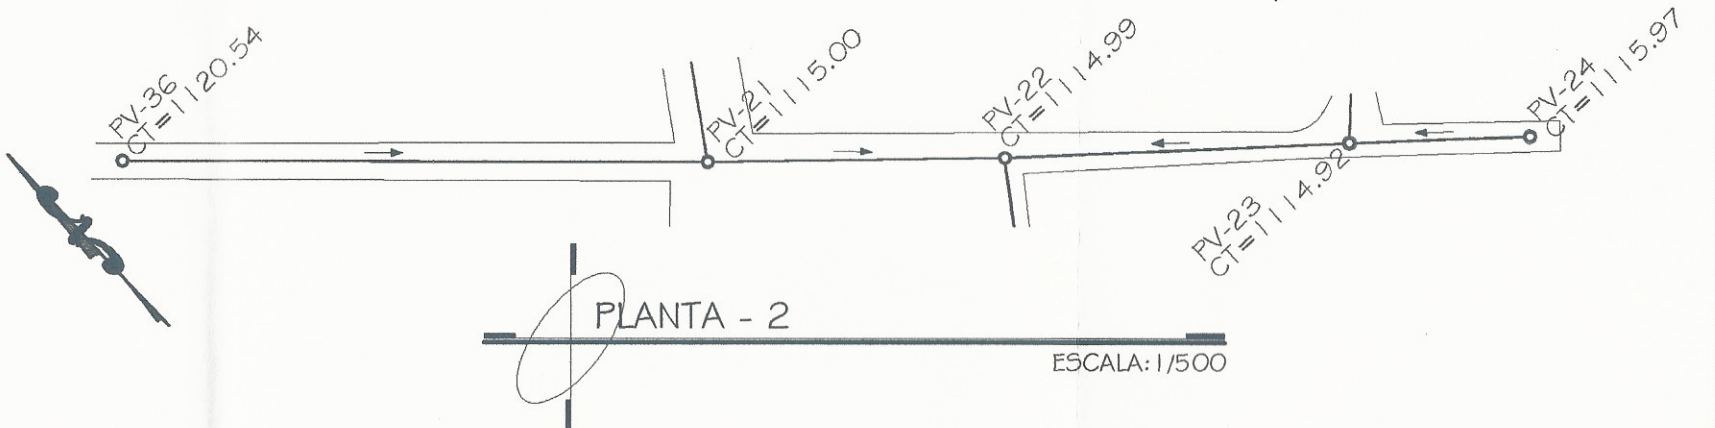 PV-36
CT=1120.54
PV-21
CT=1115.00
PV-22
CT=1114.99
PV-24
CT=1115.97
PV-23
CT=1114.92
PLANTA - 2
ESCALA: 1/500